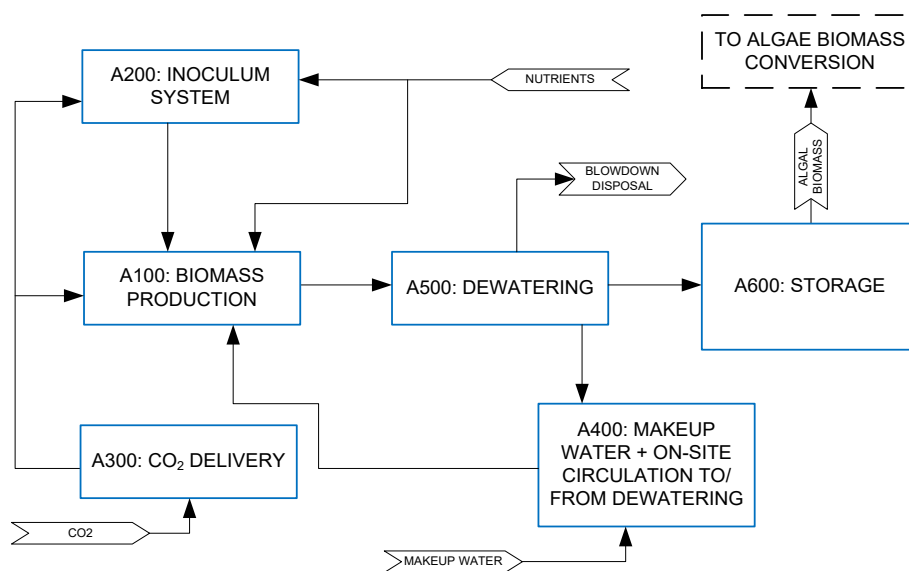 TO ALGAE BIOMASS
CONVERSION
A200: INOCULUM
SYSTEM
NUTRIENTS
ALGAL
BIOMASS
BLOWDOWN
DISPOSAL
A100: BIOMASS
PRODUCTION
A500: DEWATERING
A600: STORAGE
A300: CO₂ DELIVERY
A400: MAKEUP
WATER + ON-SITE
CIRCULATION TO/
FROM DEWATERING
CO2
MAKEUP WATER